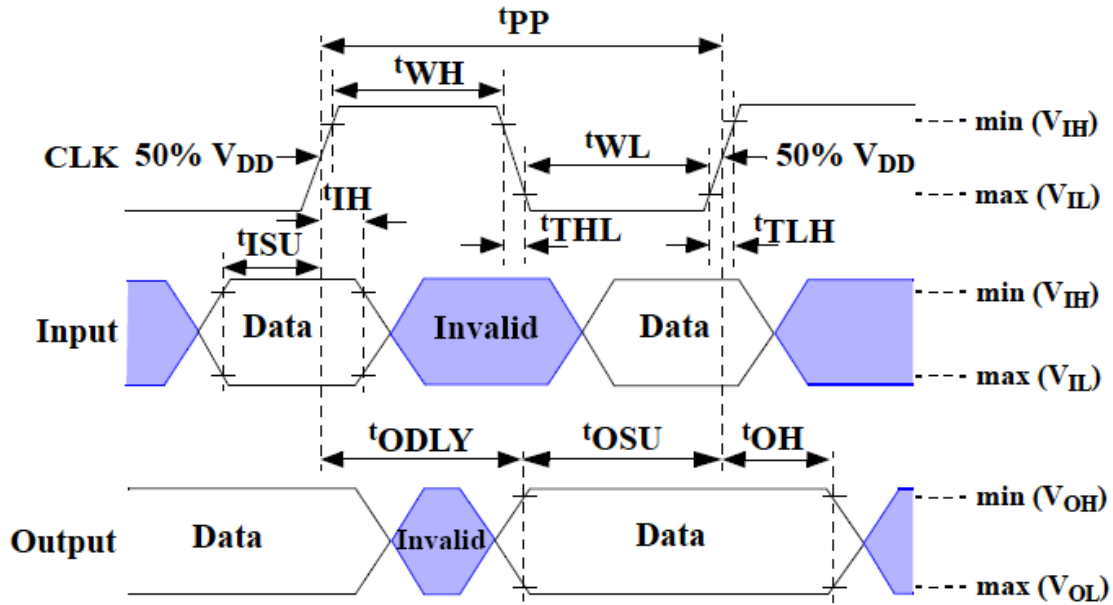 tPP
tWH
CLK 50% VDD
tWL
50% VDD
min (VIH)
max (VIL)
tIH
tISU
tTHL
tTLH
Input
Data
Invalid
Data
min (VIH)
max (VIL)
tODLY
tOSU
tOH
Output
Data
Invalid
Data
min (VOH)
max (VOL)